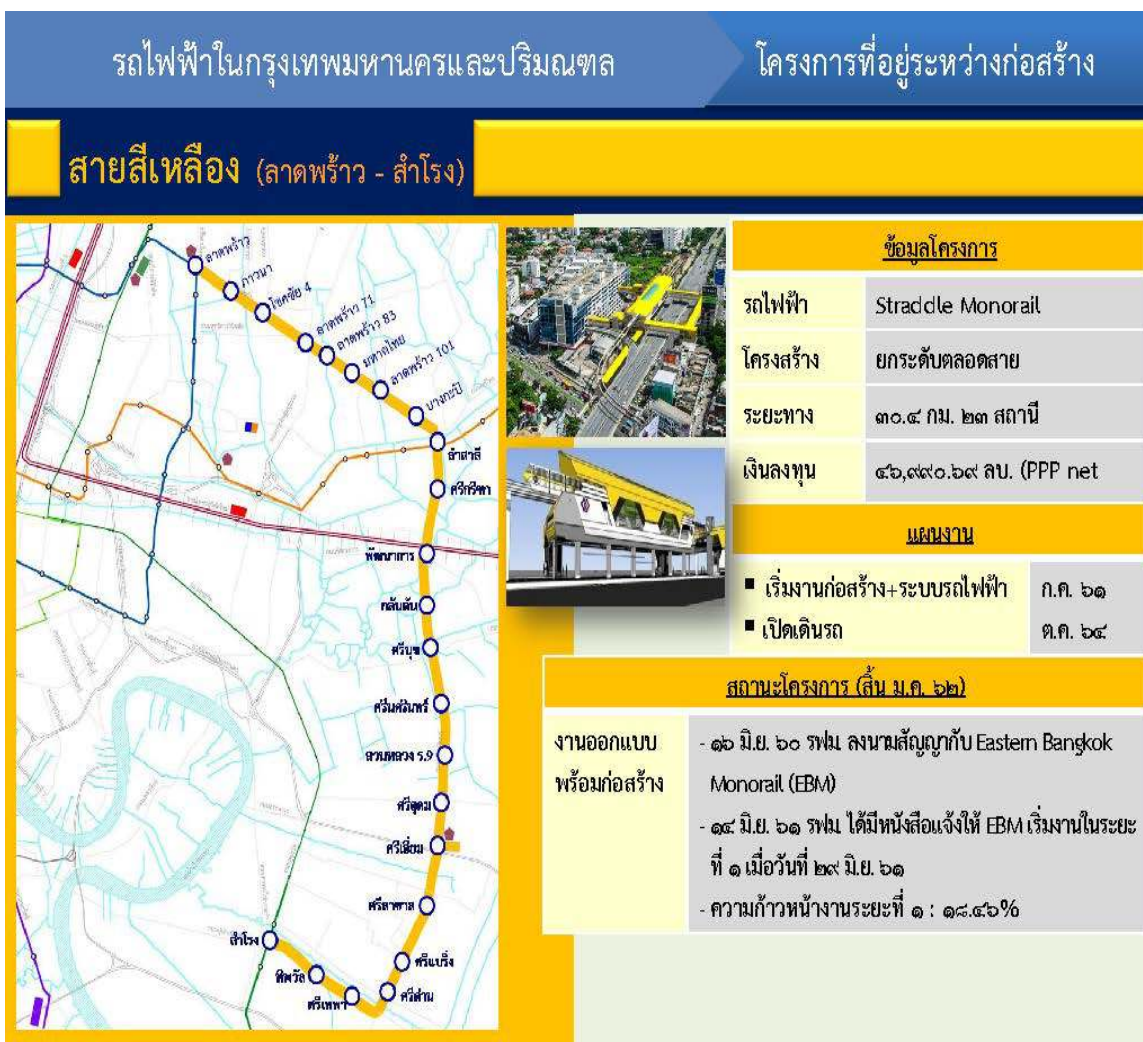 รถไฟฟ้าในกรุงเทพมหานครและปริมณฑล
โครงการที่อยู่ระหว่างก่อสร้าง
สายสีเหลือง (ลาดพร้าว - สำโรง)
ลาดพร้าว
ภาวนา
โชคชัย 4
ลาดพร้าว 71
ลาดพร้าว 83
มหาดไทย
ลาดพร้าว 101
บางกะปิ
ลำสาลี
ศรีกรีฑา
พัฒนาการ
กลันตัน
ศรีนุช
ศรีนครินทร์
สวนหลวง ร.9
ศรีอุดม
ศรีเอี่ยม
ศรีลาซาล
ศรีแบริ่ง
ศรีด่าน
ศรีเทพา
ทิพวัล
สำโรง
ข้อมูลโครงการ
รถไฟฟ้า Straddle Monorail
โครงสร้าง ยกระดับตลอดสาย
ระยะทาง ๓๐.๔ กม. ๒๓ สถานี
เงินลงทุน ๔๖,๙๙๐.๖๙ ลบ. (PPP net
แผนงาน
▪ เริ่มงานก่อสร้าง+ระบบรถไฟฟ้า ก.ค. ๖๑
▪ เปิดเดินรถ ต.ค. ๖๔
สถานะโครงการ (สิ้น ม.ค. ๖๒)
งานออกแบบ
พร้อมก่อสร้าง
- ๑๖ มิ.ย. ๖๐ รฟม. ลงนามสัญญากับ Eastern Bangkok
Monorail (EBM)
- ๑๔ มิ.ย. ๖๑ รฟม. ได้มีหนังสือแจ้งให้ EBM เริ่มงานในระยะ
ที่ ๑ เมื่อวันที่ ๒๙ มิ.ย. ๖๑
- ความก้าวหน้างานระยะที่ ๑ : ๑๘.๔๖%